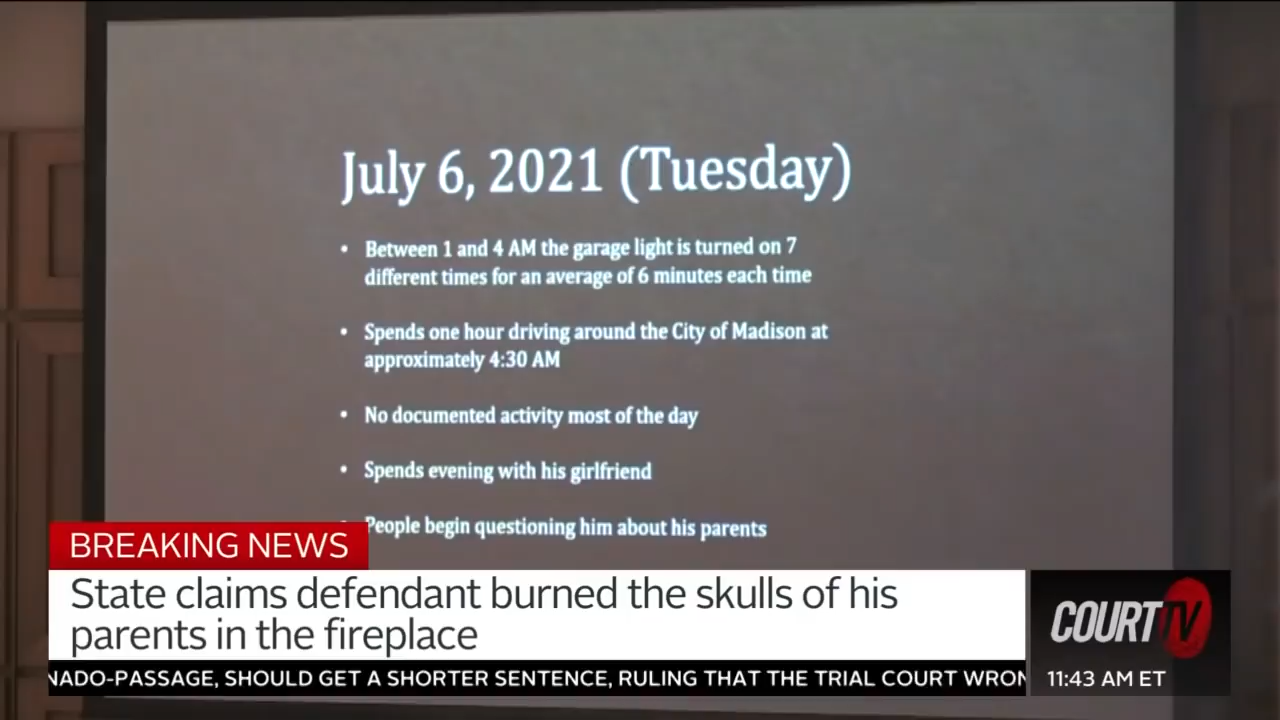 July 6, 2021 (Tuesday)
• Between 1 and 4 AM the garage light is turned on 7
different times for an average of 6 minutes each time
• Spends one hour driving around the City of Madison at
approximately 4:30 AM
• No documented activity most of the day
• Spends evening with his girlfriend
• People begin questioning him about his parents
BREAKING NEWS
State claims defendant burned the skulls of his
parents in the fireplace
COURT TV
NADO-PASSAGE, SHOULD GET A SHORTER SENTENCE, RULING THAT THE TRIAL COURT WRON
11:43 AM ET